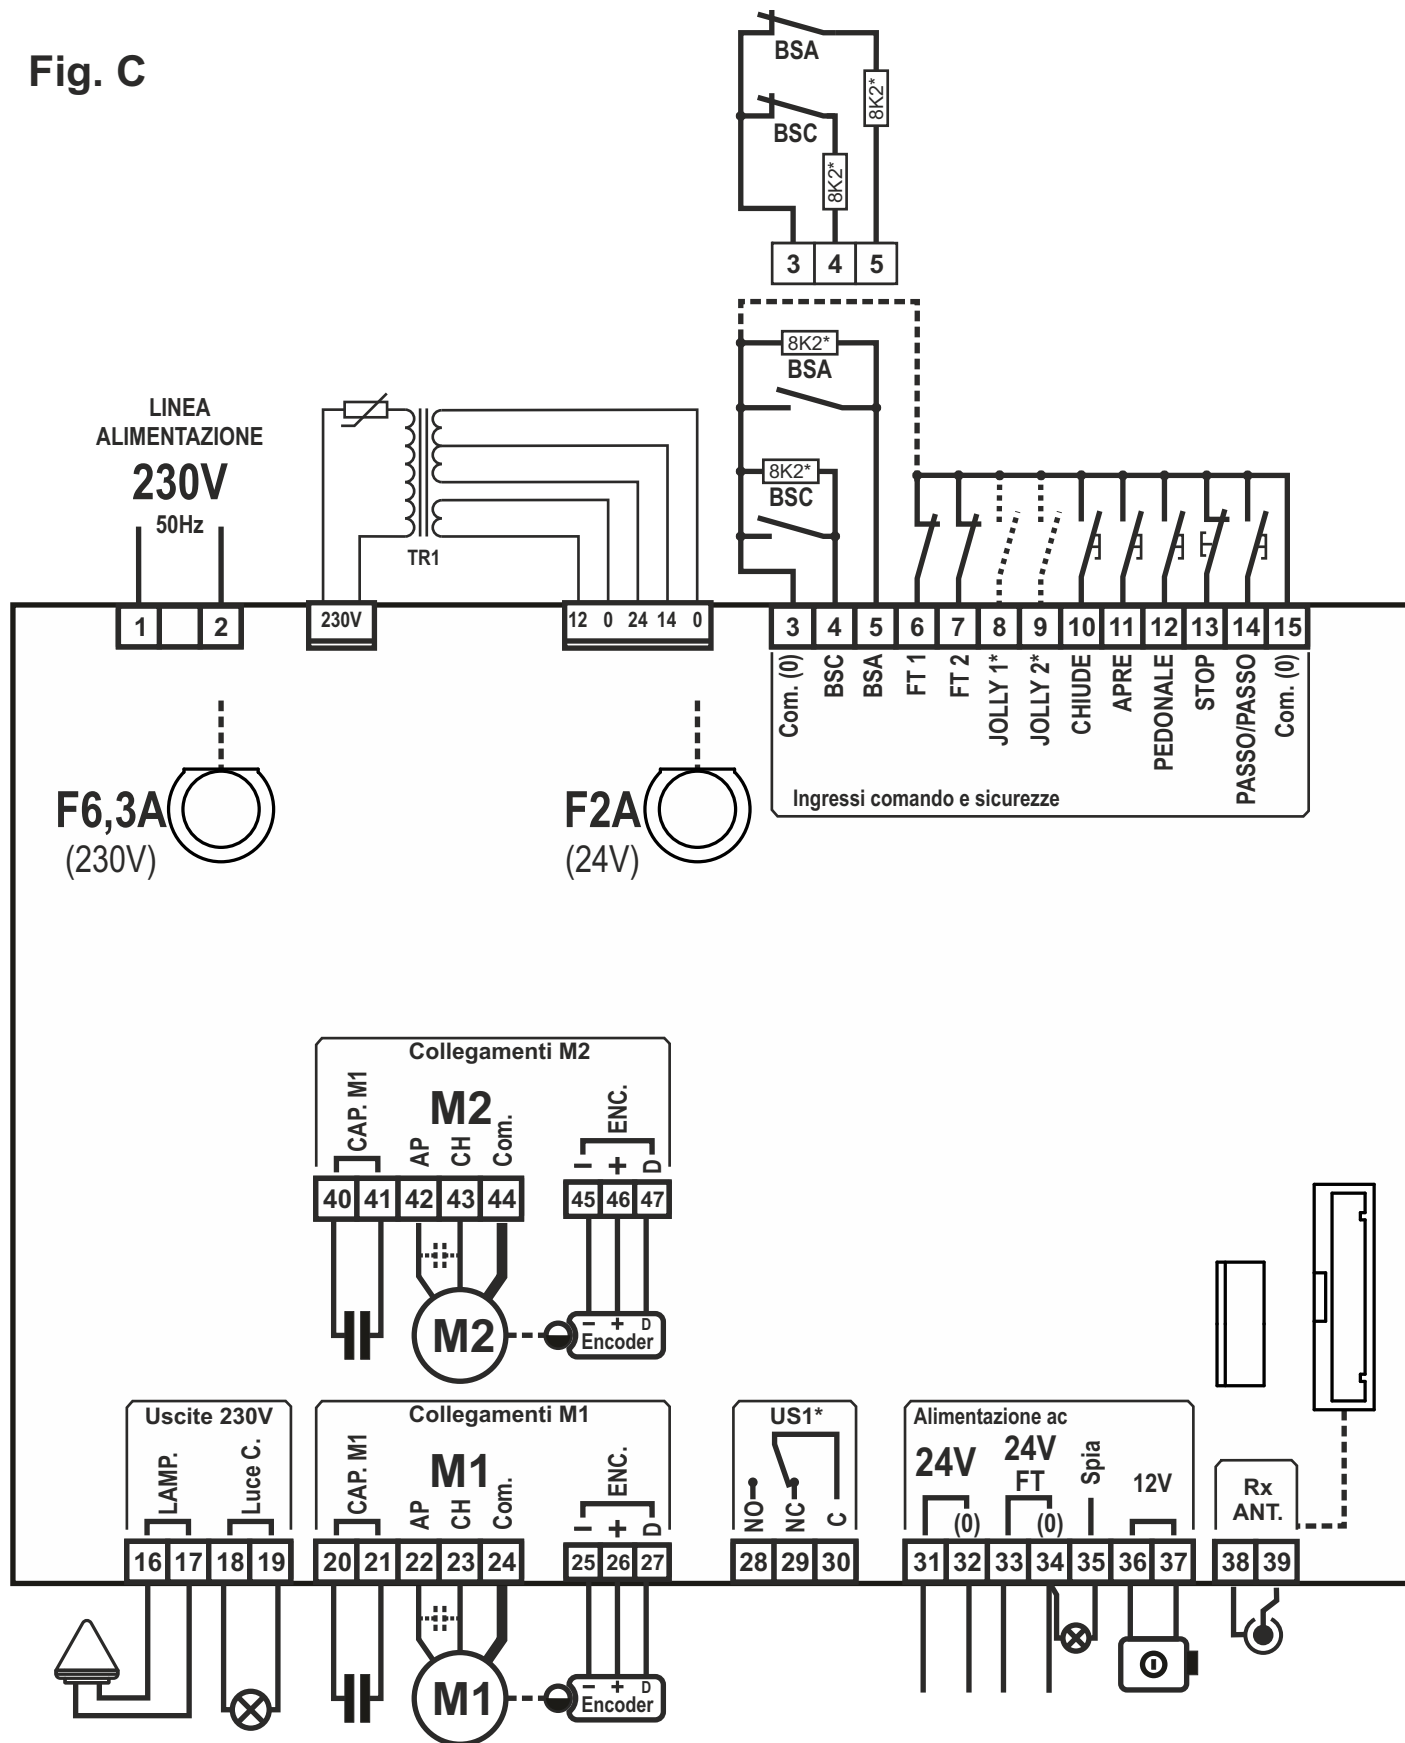 Fig. C
BSA
8K2*
BSC
8K2*
3 4 5
8K2*
BSA
8K2*
BSC
LINEA
ALIMENTAZIONE
230V
50Hz
TR1
1 2
230V
12 0 24 14 0
3 4 5 6 7 8 9 10 11 12 13 14 15
Com. (0)
BSC
BSA
FT 1
FT 2
JOLLY 1*
JOLLY 2*
CHIUDE
APRE
PEDONALE
STOP
PASSO/PASSO
Com. (0)
Ingressi comando e sicurezze
F6,3A
(230V)
F2A
(24V)
Collegamenti M2
CAP. M1
M2
AP
CH
Com.
ENC.
− + D
40 41 42 43 44
45 46 47
M2
− + D
Encoder
Uscite 230V
LAMP.
Luce C.
16 17 18 19
Collegamenti M1
CAP. M1
M1
AP
CH
Com.
ENC.
− + D
20 21 22 23 24
25 26 27
M1
− + D
Encoder
US1*
NO
NC
C
28 29 30
Alimentazione ac
24V
(0)
24V
FT
(0)
Spia
12V
31 32 33 34 35 36 37
Rx
ANT.
38 39